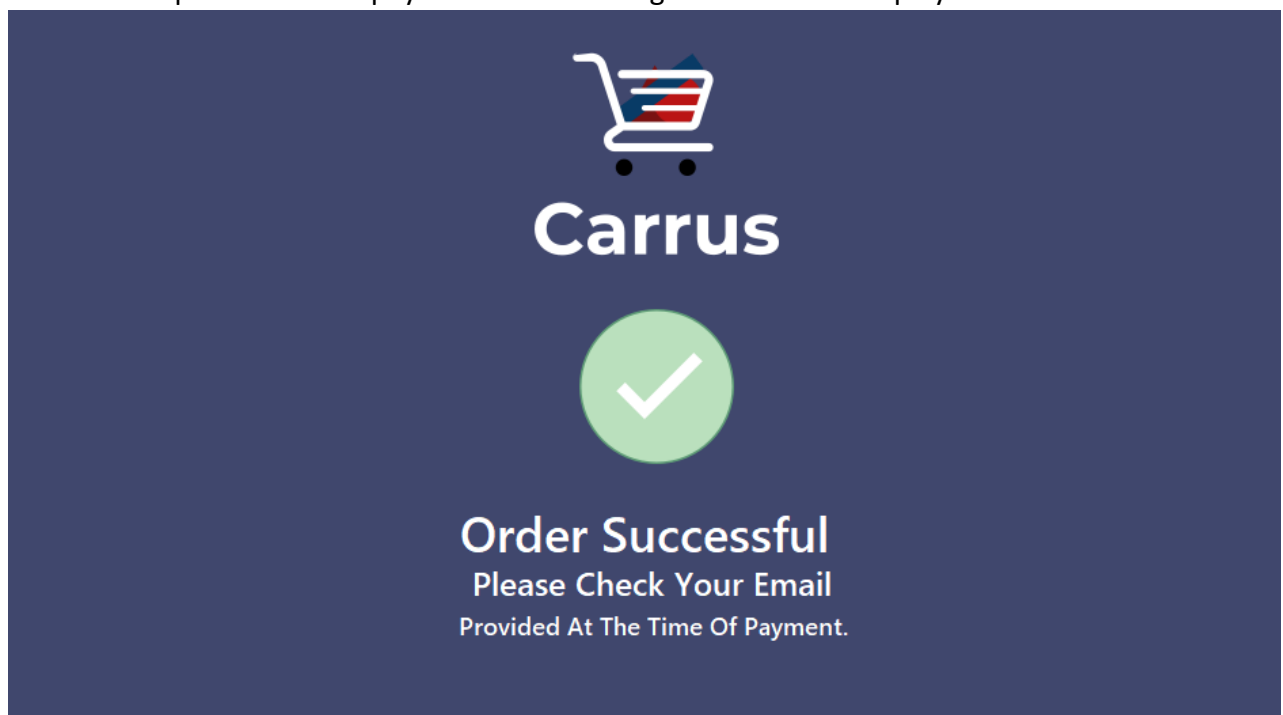 Carrus
Order Successful
Please Check Your Email
Provided At The Time Of Payment.